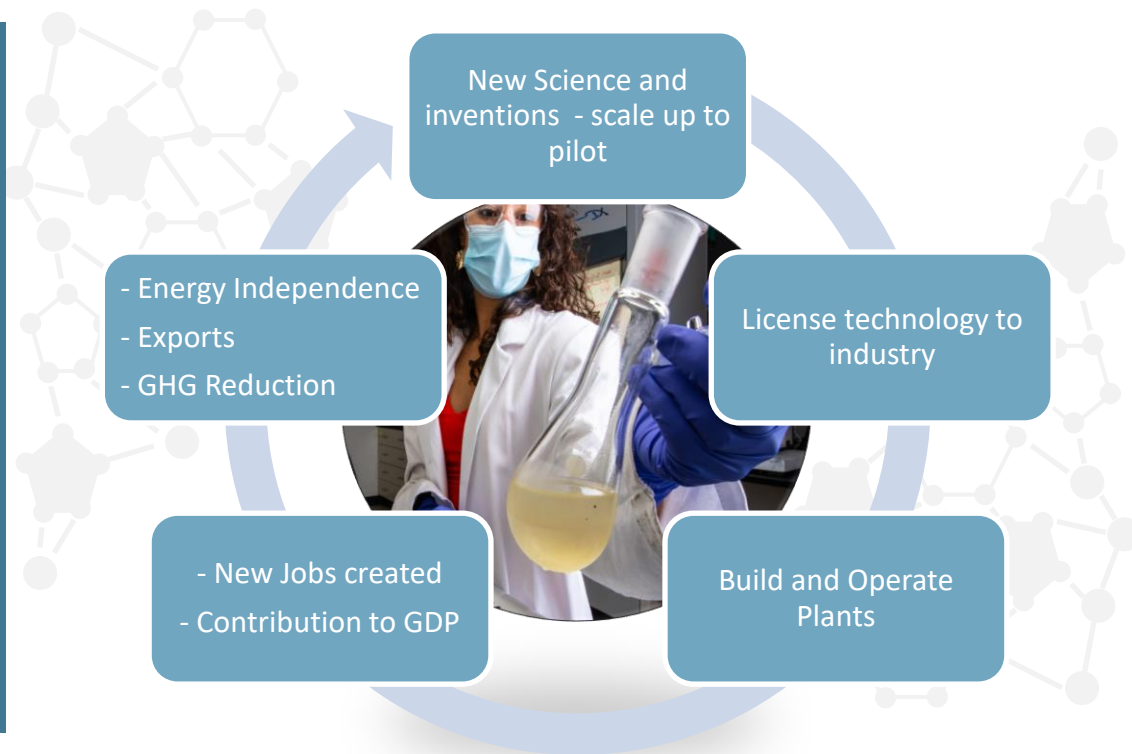 New Science and
inventions  - scale up to
pilot
License technology to
industry
Build and Operate
Plants
- New Jobs created
- Contribution to GDP
- Energy Independence
- Exports
- GHG Reduction